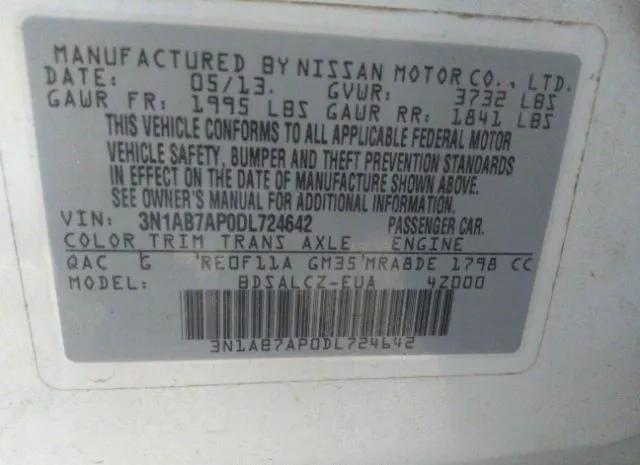 MANUFACTURED BY NISSAN MOTOR CO., LTD.
DATE: 05/13. GVWR: 3732 LBS
GAWR FR: 1995 LBS GAWR RR: 1841 LBS
THIS VEHICLE CONFORMS TO ALL APPLICABLE FEDERAL MOTOR
VEHICLE SAFETY, BUMPER AND THEFT PREVENTION STANDARDS
IN EFFECT ON THE DATE OF MANUFACTURE SHOWN ABOVE.
SEE OWNER'S MANUAL FOR ADDITIONAL INFORMATION.
VIN: 3N1AB7AP0DL724642 PASSENGER CAR.
COLOR TRIM TRANS AXLE ENGINE
QAC G RE0F11A GM35 MRA8DE 1798 CC
BDSALCZ-EUA 4Z000
3N1AB7AP0DL724642